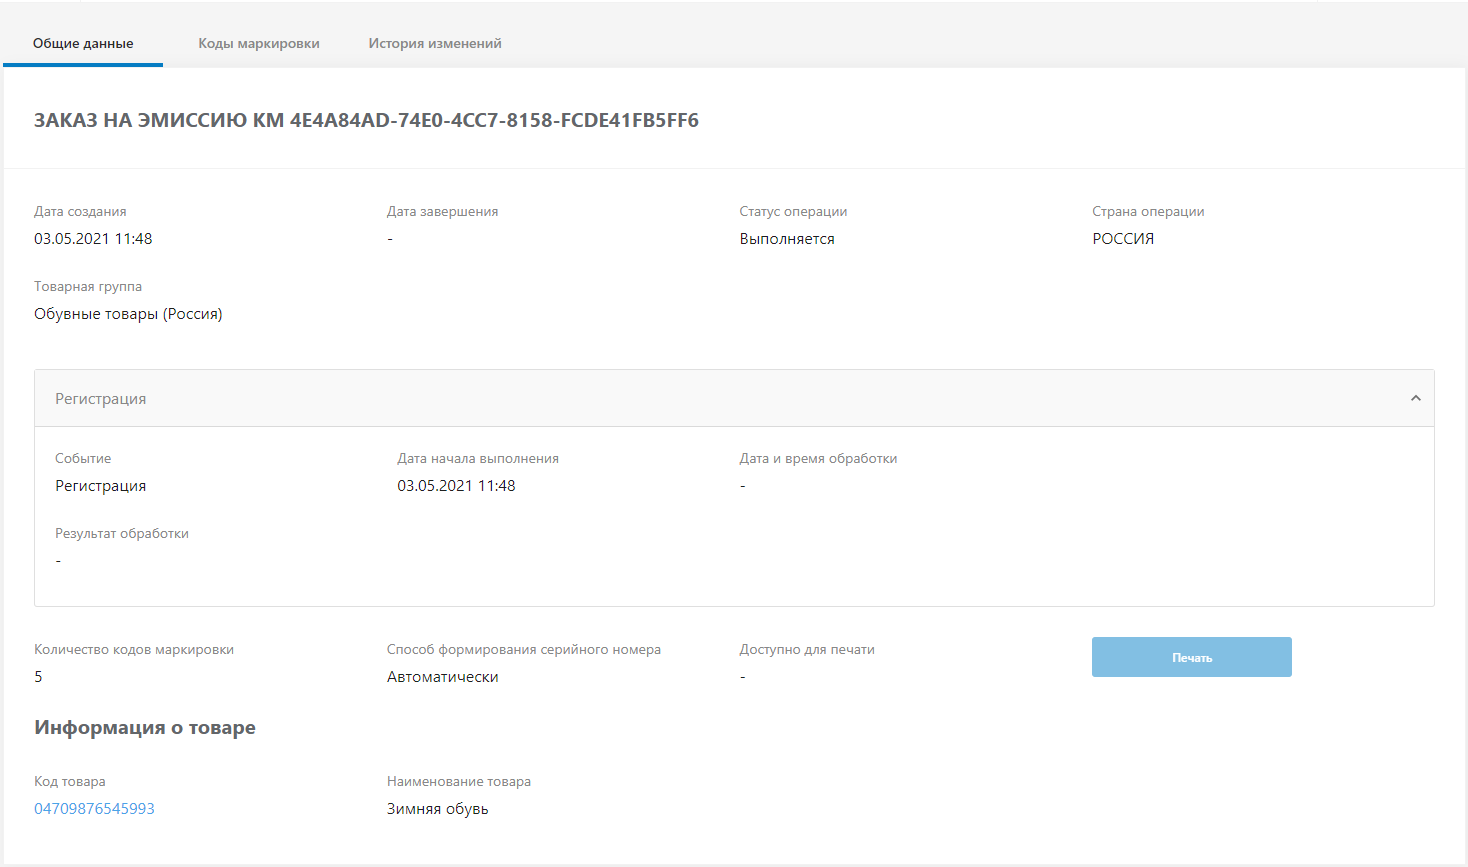 Общие данные
Коды маркировки
История изменений
ЗАКАЗ НА ЭМИССИЮ КМ 4E4A84AD-74E0-4CC7-8158-FCDE41FB5FF6
Дата создания
Дата завершения
Статус операции
Страна операции
03.05.2021 11:48
-
Выполняется
РОССИЯ
Товарная группа
Обувные товары (Россия)
Регистрация
Событие
Дата начала выполнения
Дата и время обработки
Регистрация
03.05.2021 11:48
-
Результат обработки
-
Количество кодов маркировки
Способ формирования серийного номера
Доступно для печати
Печать
5
Автоматически
-
Информация о товаре
Код товара
Наименование товара
04709876545993
Зимняя обувь